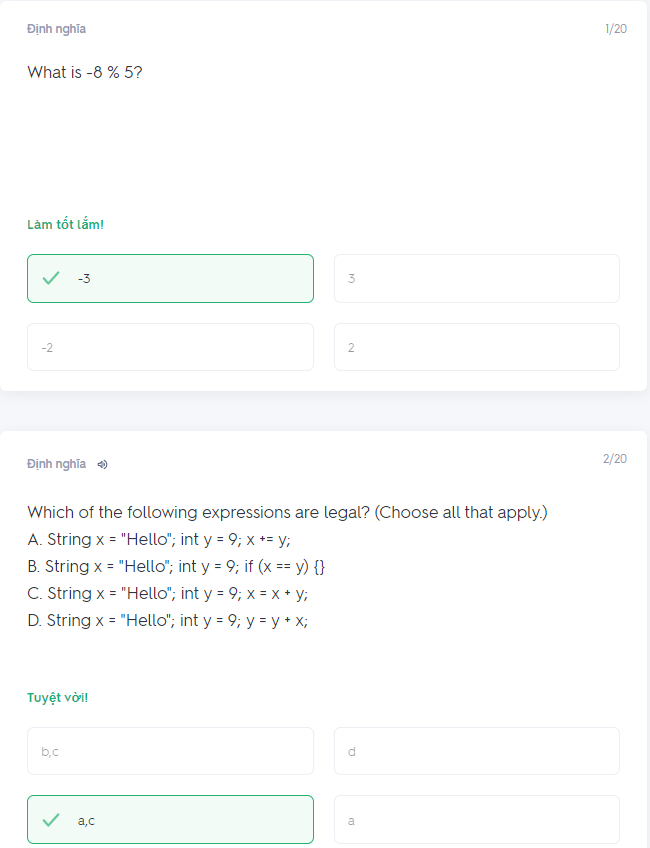 Định nghĩa
1/20
What is -8 % 5?
Làm tốt lắm!
-3
3
-2
2
Định nghĩa
2/20
Which of the following expressions are legal? (Choose all that apply.)
A. String x = "Hello"; int y = 9; x += y;
B. String x = "Hello"; int y = 9; if (x == y) {}
C. String x = "Hello"; int y = 9; x = x + y;
D. String x = "Hello"; int y = 9; y = y + x;
Tuyệt vời!
b,c
d
a,c
a